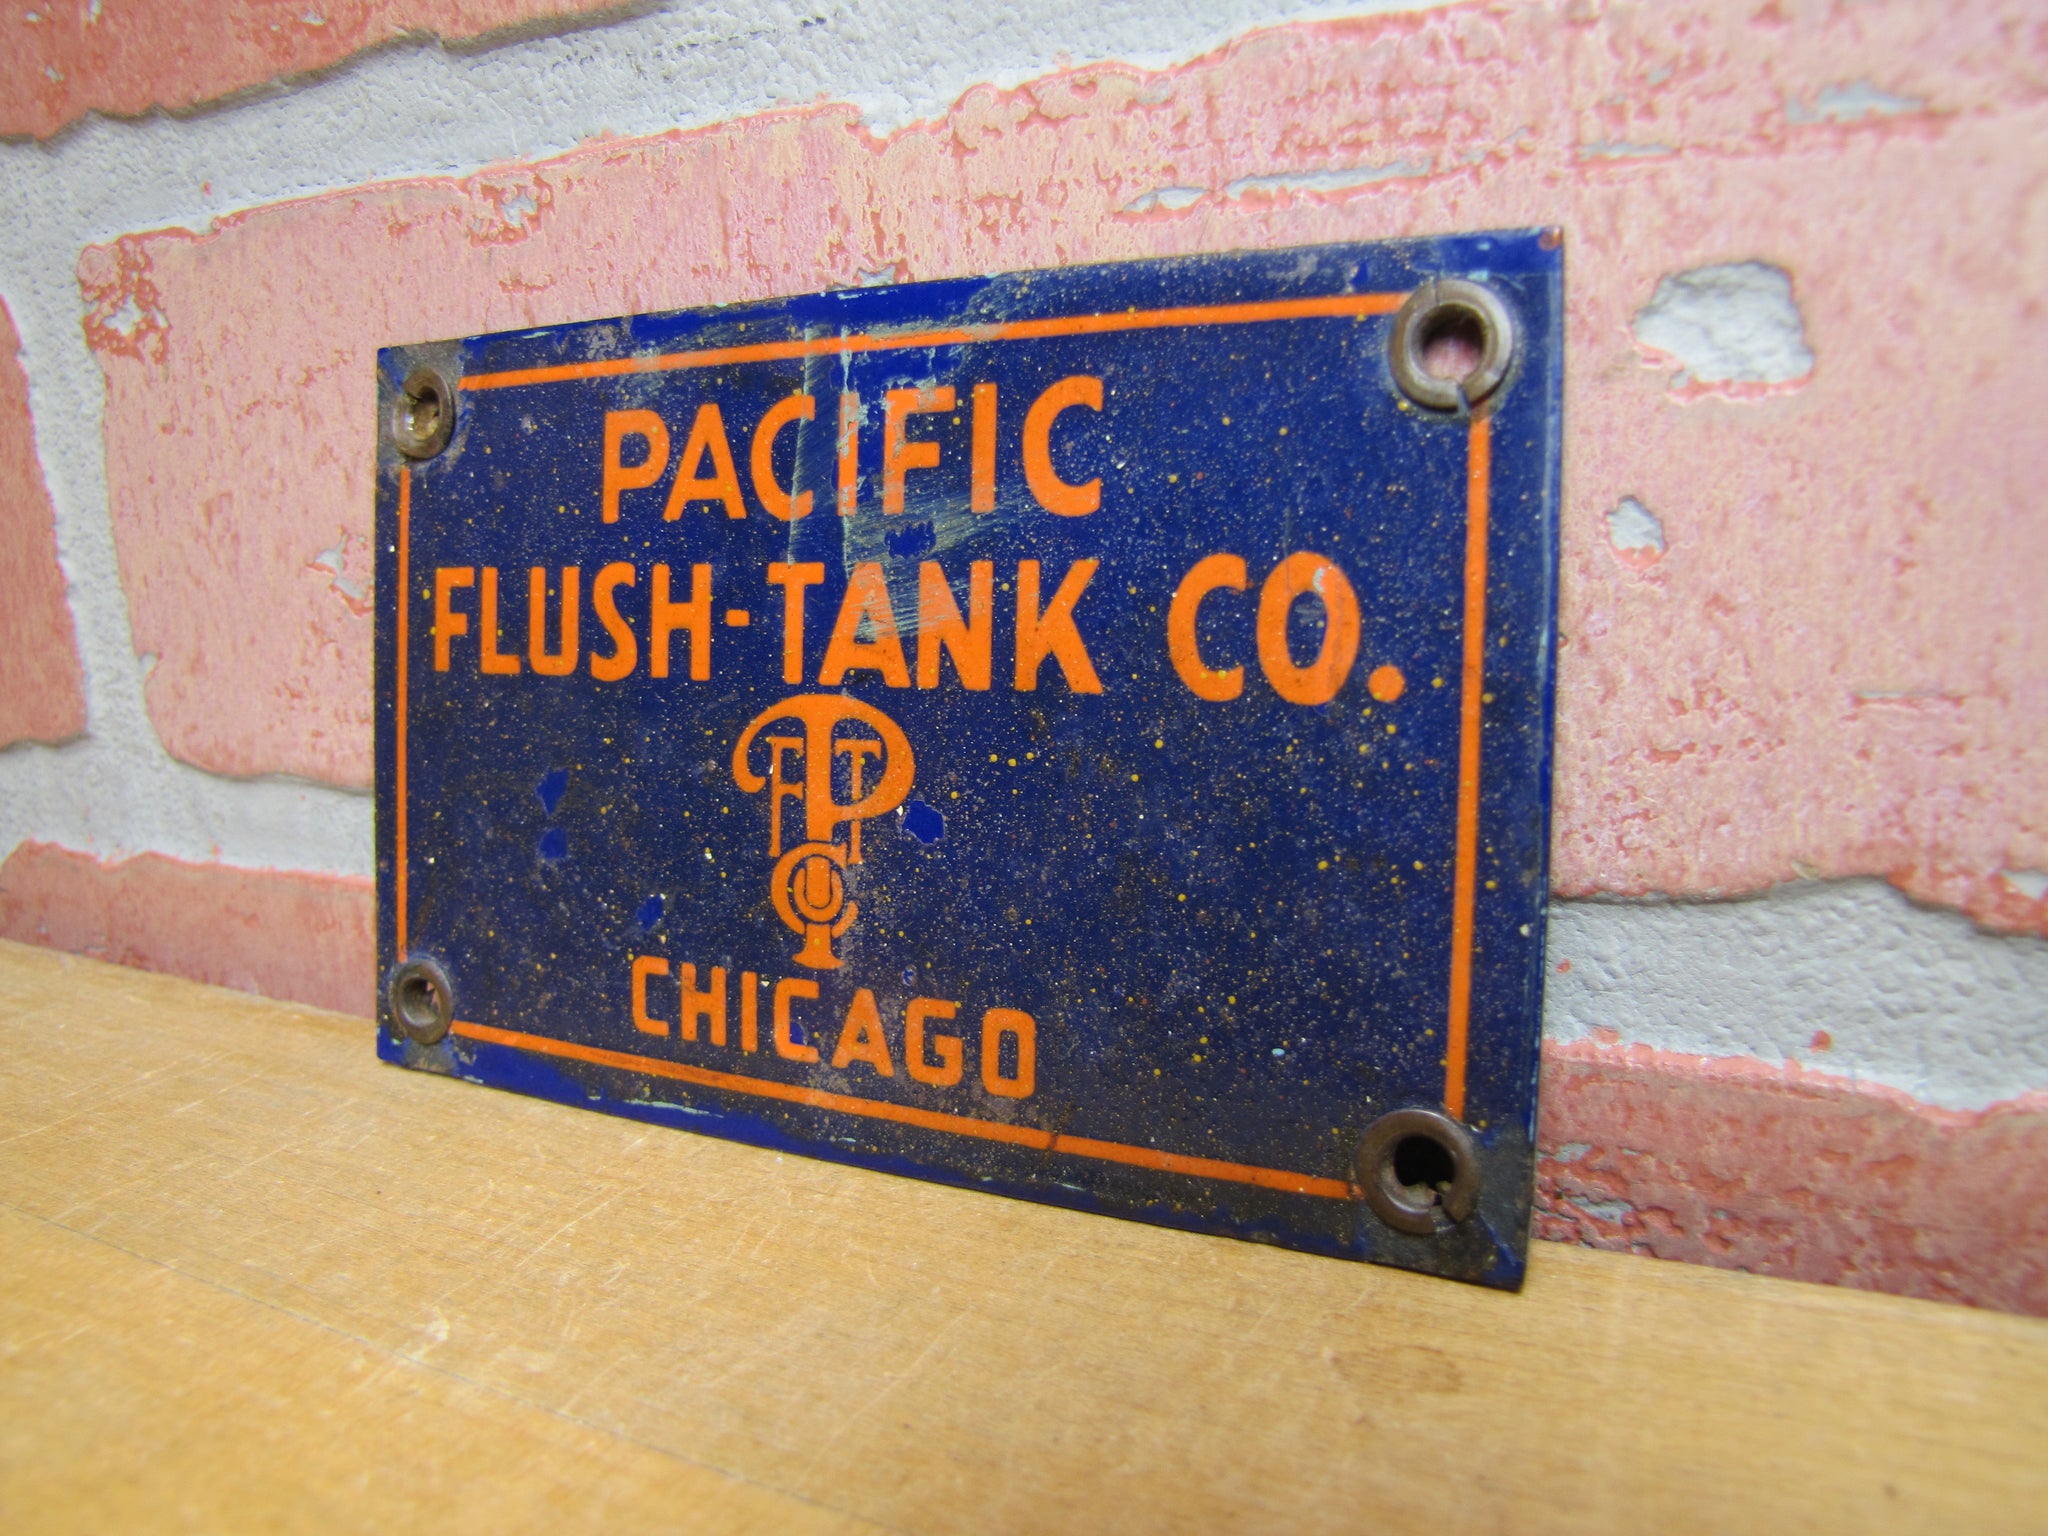 PACIFIC
FLUSH-TANK CO.
PFTCO
CHICAGO